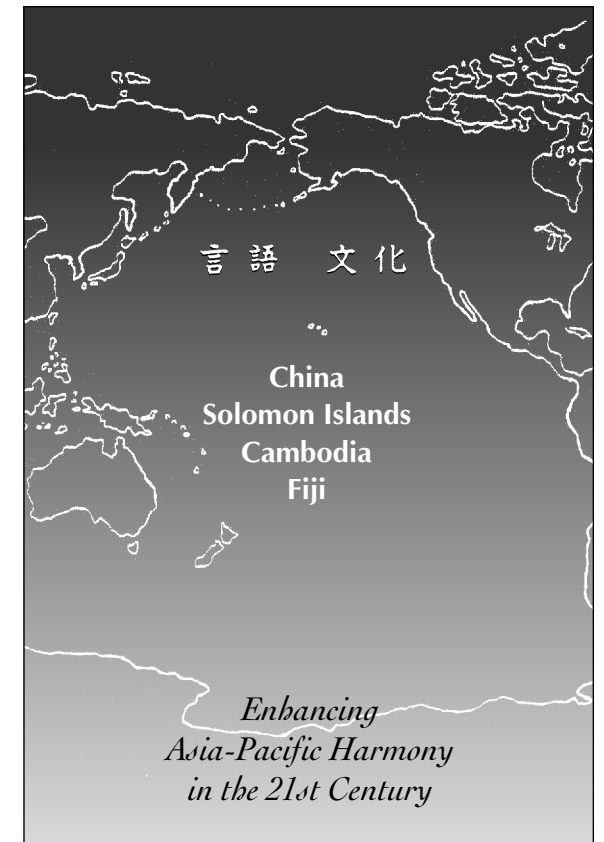 言語 文化
China
Solomon Islands
Cambodia
Fiji
Enhancing
Asia-Pacific Harmony
in the 21st Century